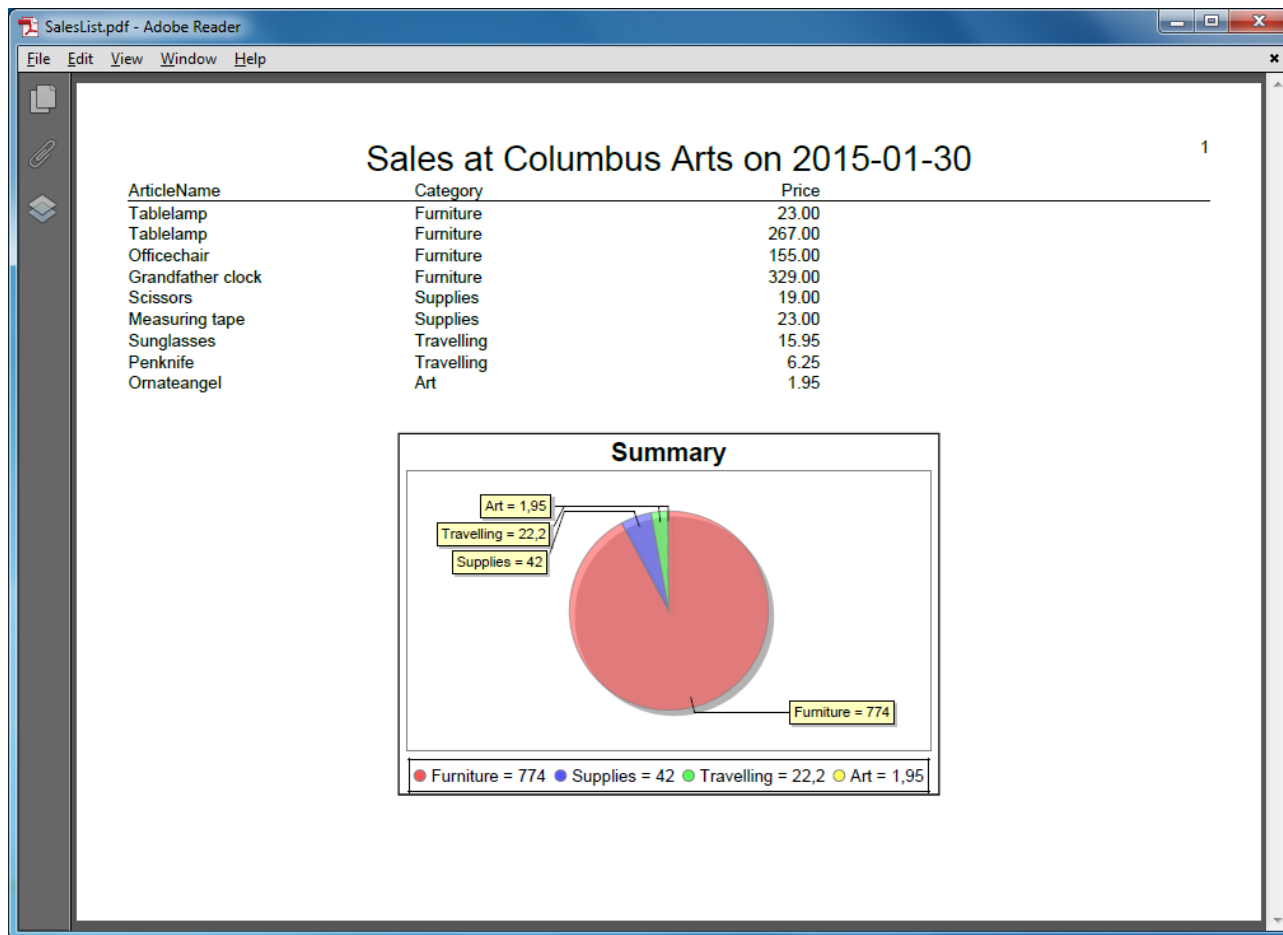 SalesList.pdf - Adobe Reader
File Edit View Window Help
Sales at Columbus Arts on 2015-01-30
1
ArticleName Category Price
Tablelamp Furniture 23.00
Tablelamp Furniture 267.00
Officechair Furniture 155.00
Grandfather clock Furniture 329.00
Scissors Supplies 19.00
Measuring tape Supplies 23.00
Sunglasses Travelling 15.95
Penknife Travelling 6.25
Ornateangel Art 1.95
Summary
Art = 1,95
Travelling = 22,2
Supplies = 42
Furniture = 774
Furniture = 774 Supplies = 42 Travelling = 22,2 Art = 1,95